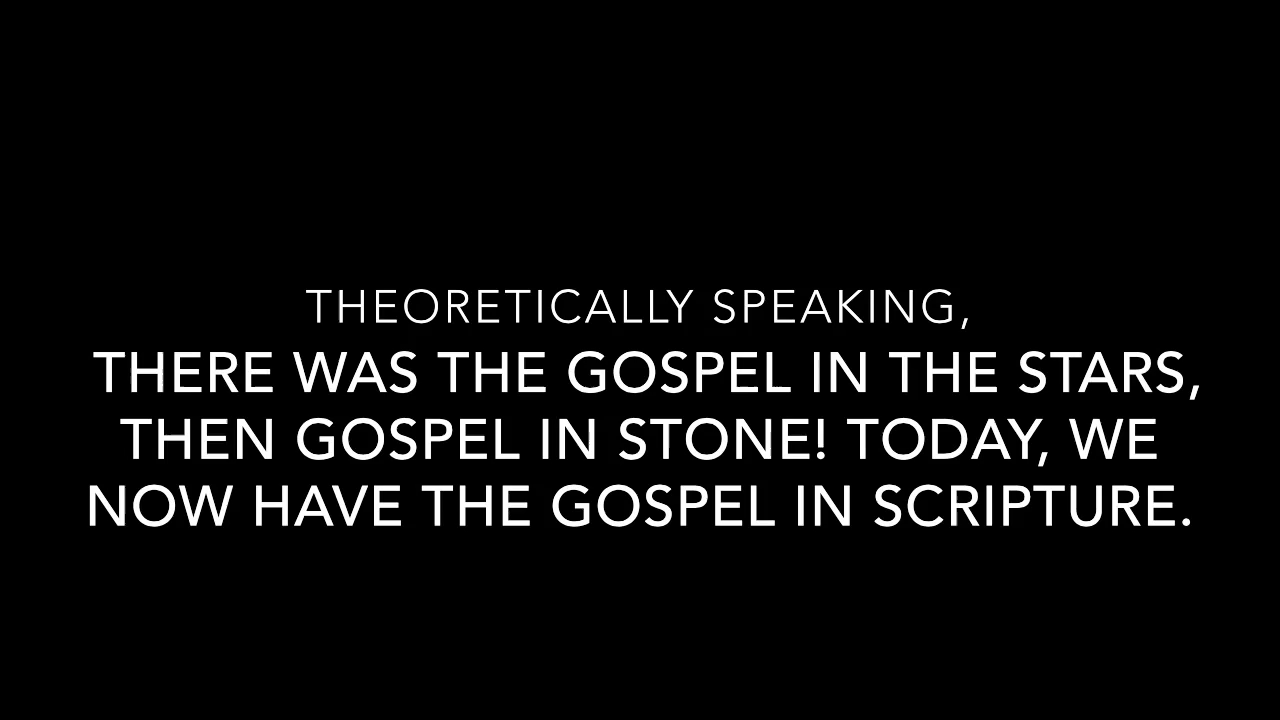 THEORETICALLY SPEAKING,
THERE WAS THE GOSPEL IN THE STARS,
THEN GOSPEL IN STONE! TODAY, WE
NOW HAVE THE GOSPEL IN SCRIPTURE.